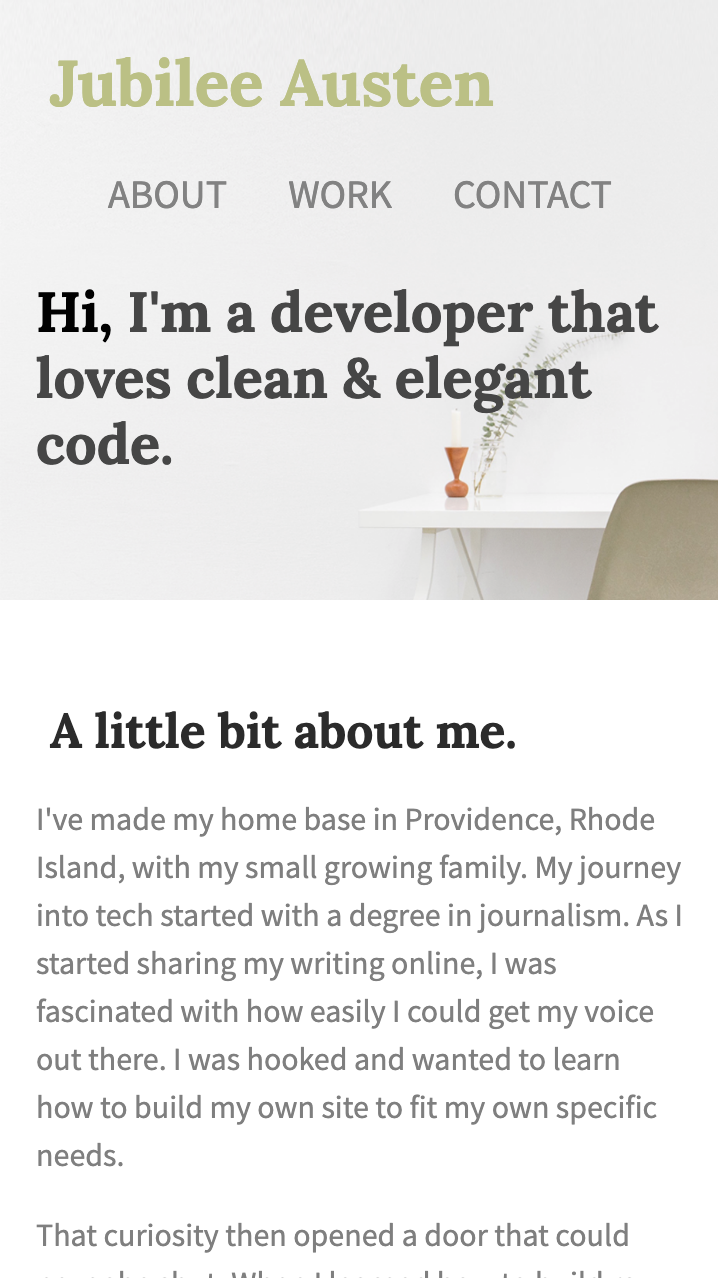 Jubilee Austen
ABOUT WORK CONTACT
Hi, I'm a developer that
loves clean & elegant
code.
A little bit about me.
I've made my home base in Providence, Rhode
Island, with my small growing family. My journey
into tech started with a degree in journalism. As I
started sharing my writing online, I was
fascinated with how easily I could get my voice
out there. I was hooked and wanted to learn
how to build my own site to fit my own specific
needs.
That curiosity then opened a door that could